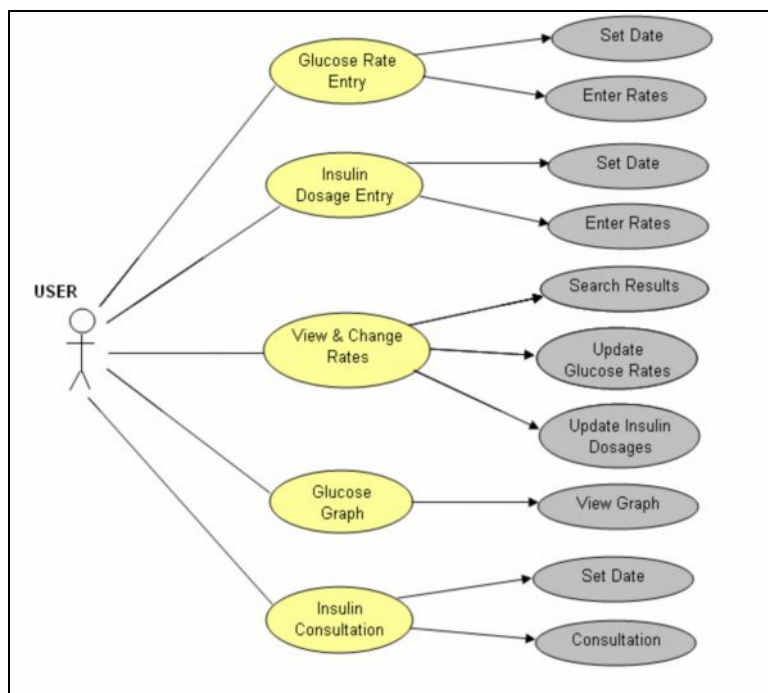 USER
Glucose Rate
Entry
Set Date
Enter Rates
Insulin
Dosage Entry
Set Date
Enter Rates
View & Change
Rates
Search Results
Update
Glucose Rates
Update Insulin
Dosages
Glucose
Graph
View Graph
Insulin
Consultation
Set Date
Consultation